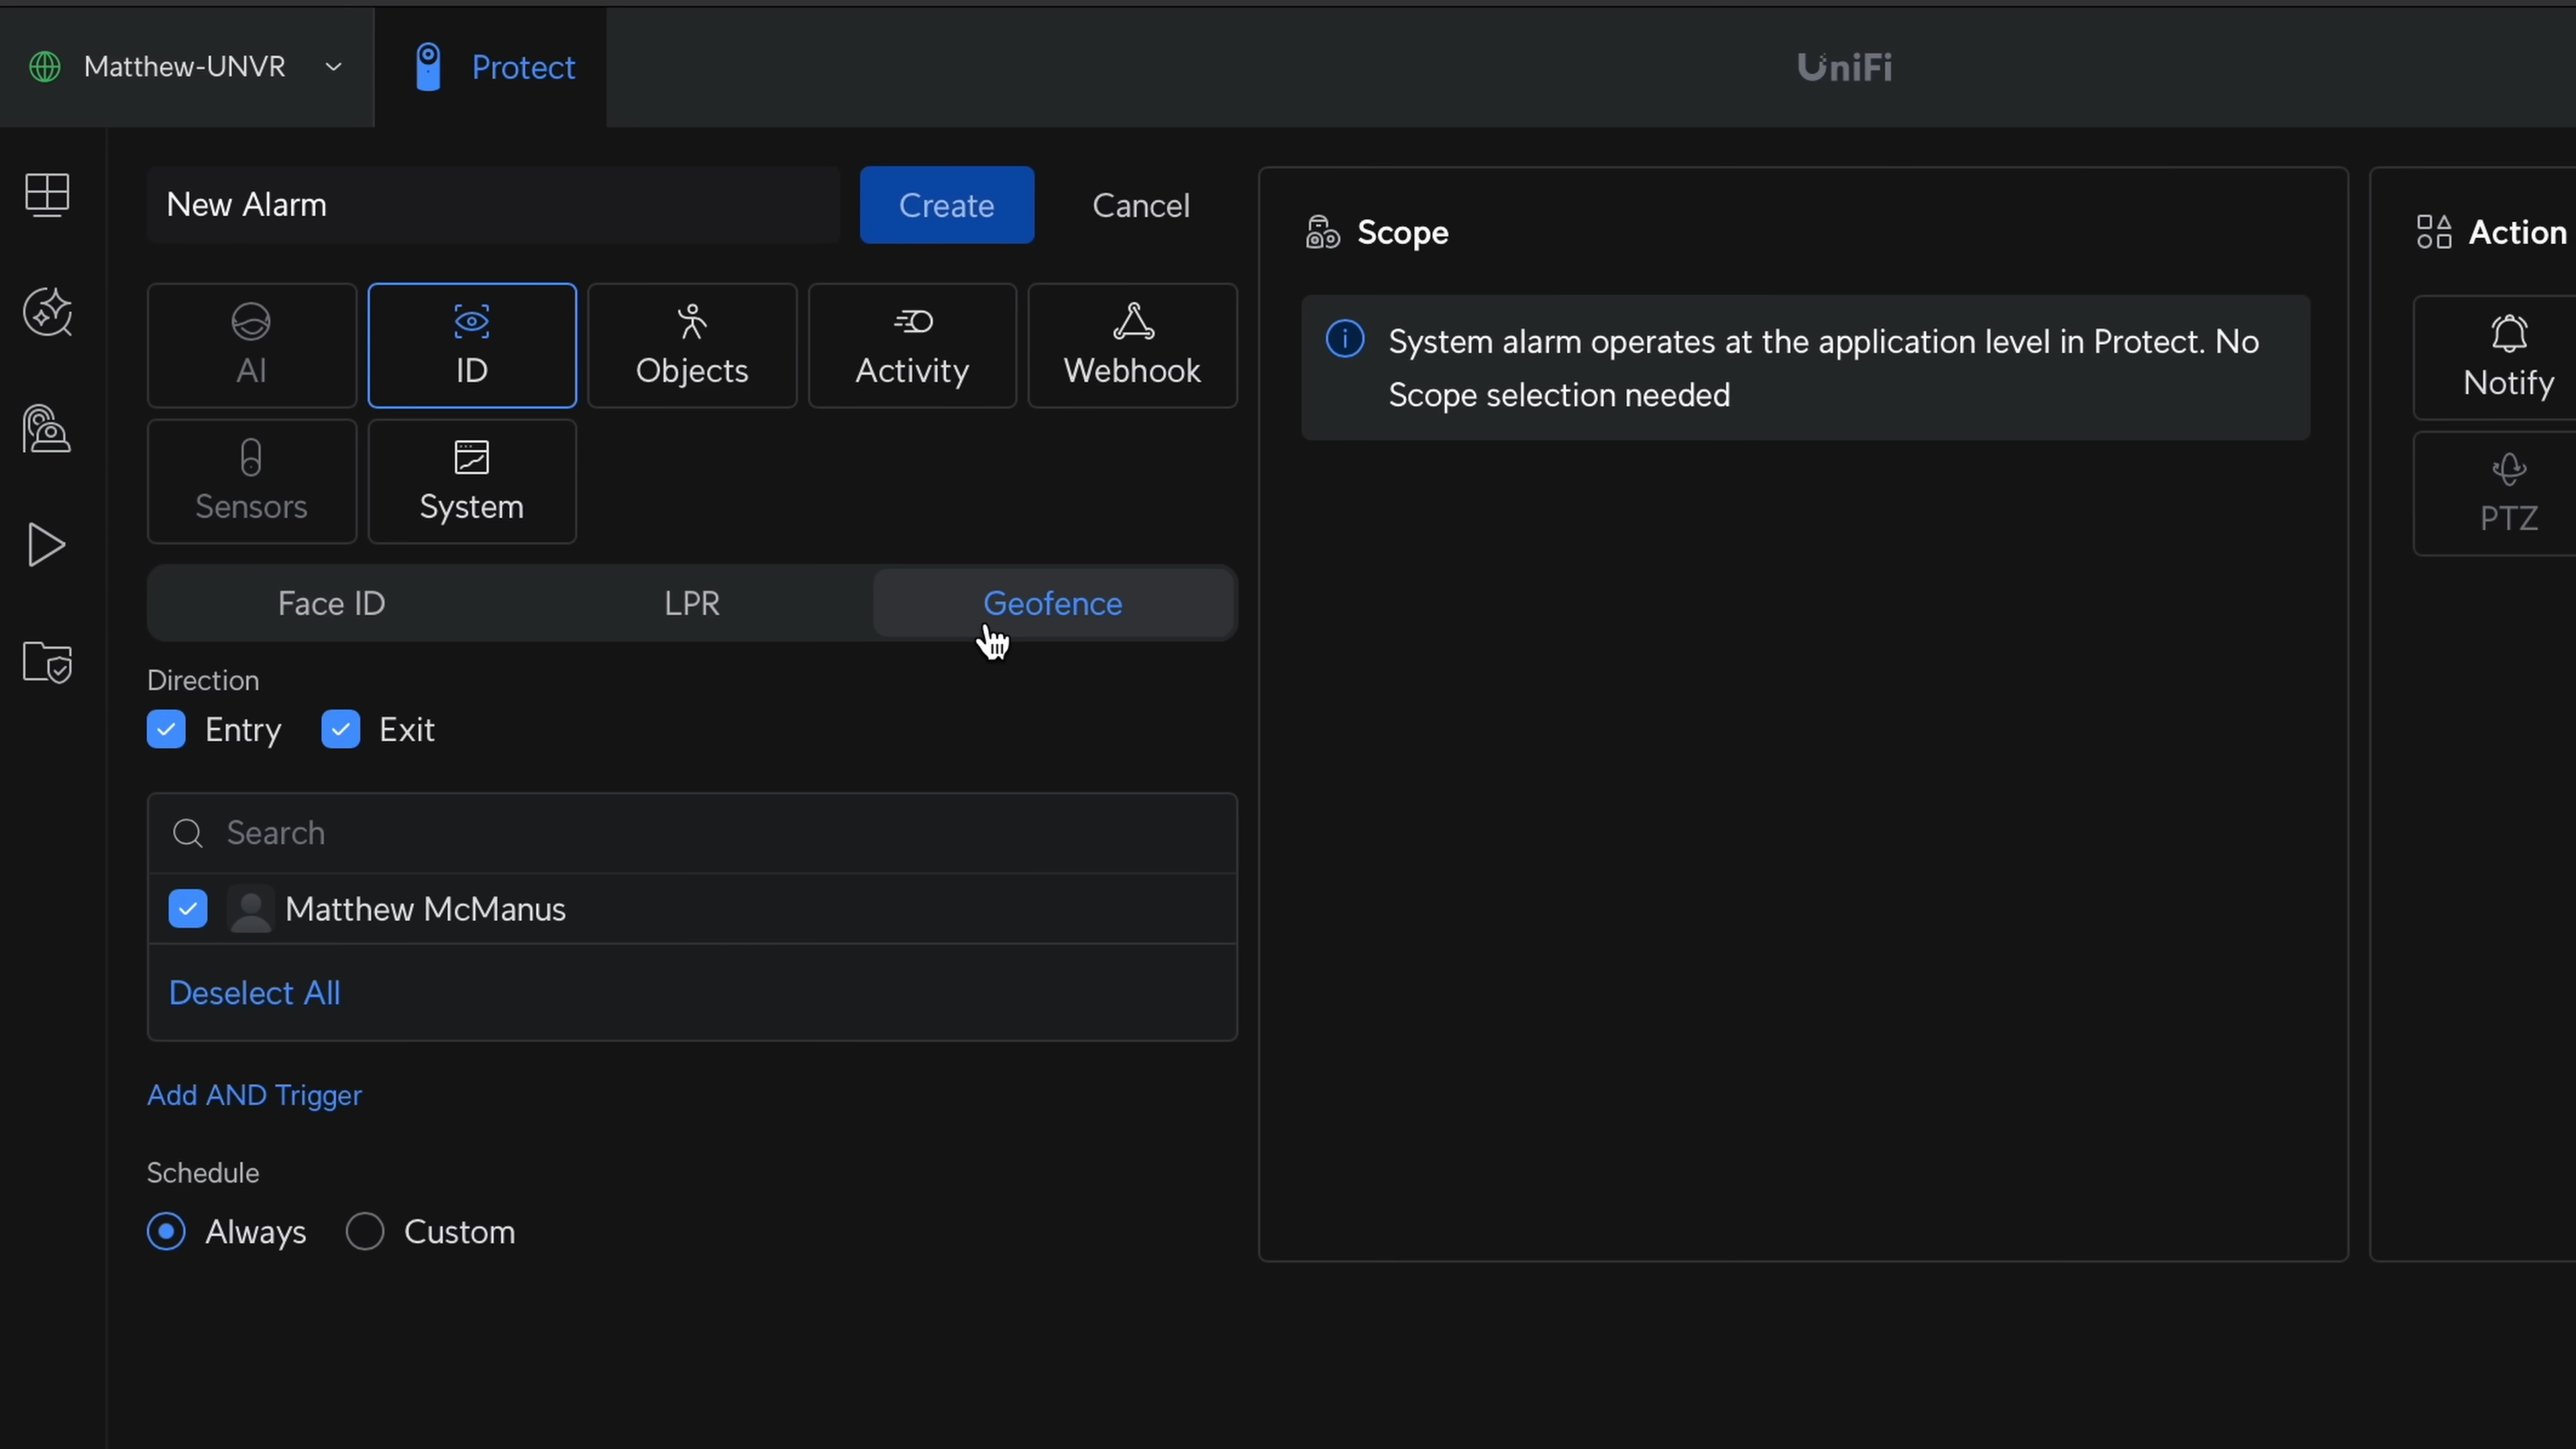 Matthew-UNVR
Protect
UniFi
New Alarm
Create
Cancel
AI
ID
Objects
Activity
Webhook
Sensors
System
Face ID
LPR
Geofence
Direction
Entry
Exit
Search
Matthew McManus
Deselect All
Add AND Trigger
Schedule
Always
Custom
Scope
System alarm operates at the application level in Protect. No
Scope selection needed
Action
Notify
PTZ